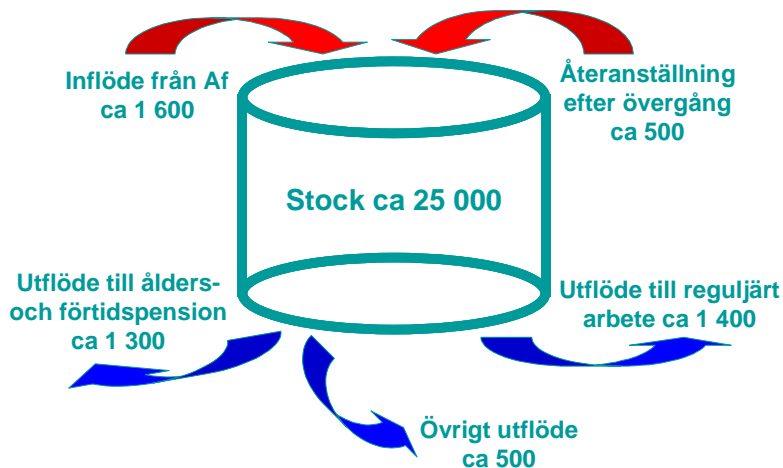 Inflöde från Af
ca 1 600
Återanställning
efter övergång
ca 500
Stock ca 25 000
Utflöde till ålders-
och förtidspension
ca 1 300
Utflöde till reguljärt
arbete ca 1 400
Övrigt utflöde
ca 500